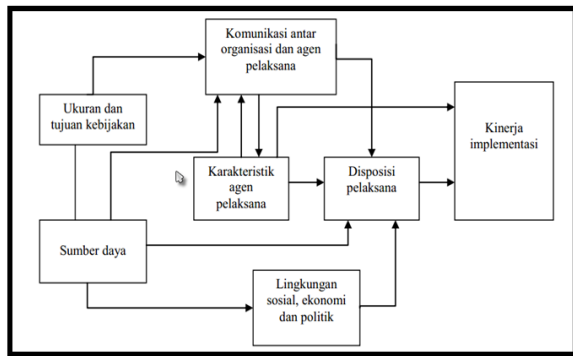 Komunikasi antar
organisasi dan agen
pelaksana
Ukuran dan
tujuan kebijakan
Kinerja
implementasi
Karakteristik
agen
pelaksana
Disposisi
pelaksana
Sumber daya
Lingkungan
sosial, ekonomi
dan politik